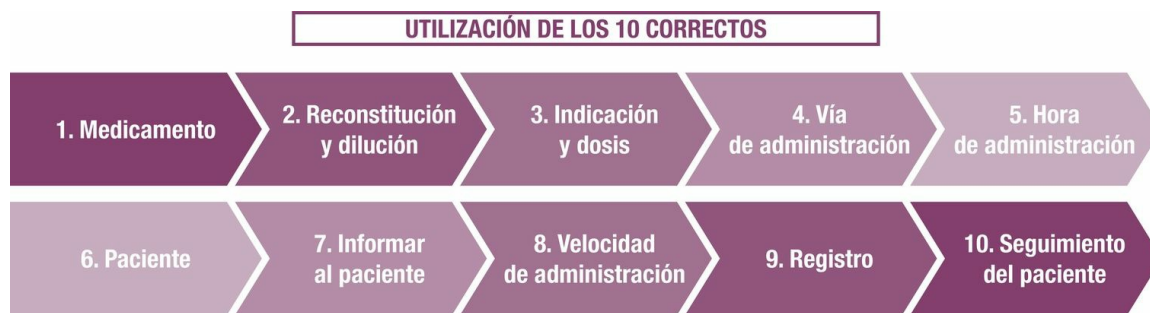 UTILIZACIÓN DE LOS 10 CORRECTOS
1. Medicamento
2. Reconstitución
y dilución
3. Indicación
y dosis
4. Vía
de administración
5. Hora
de administración
6. Paciente
7. Informar
al paciente
8. Velocidad
de administración
9. Registro
10. Seguimiento
del paciente